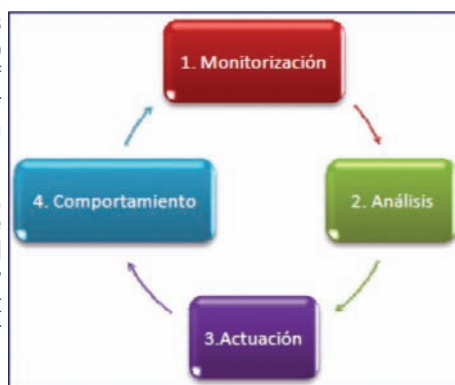 1. Monitorización
2. Análisis
3.Actuación
4. Comportamiento